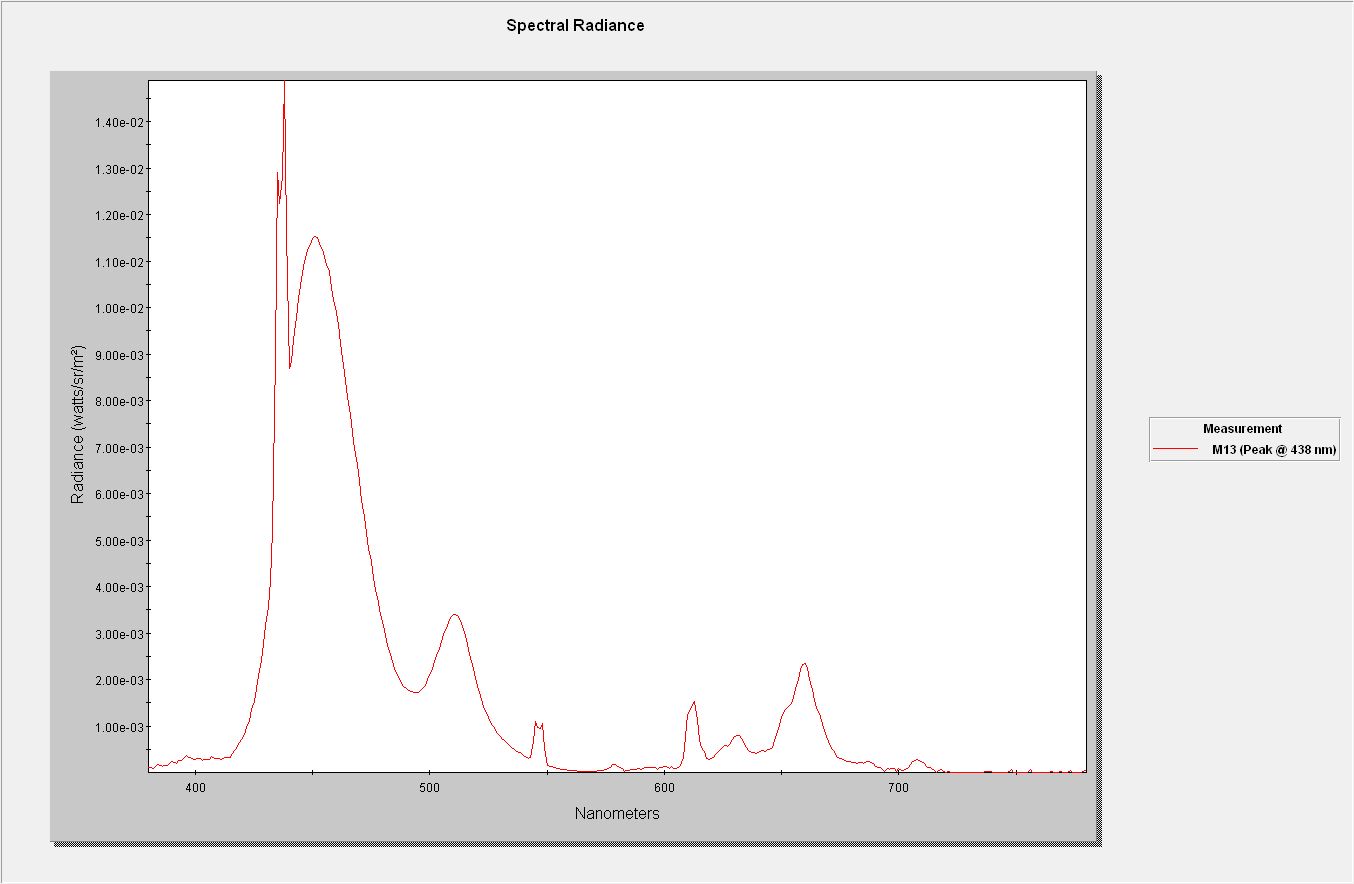 Spectral Radiance
1.40e-02
1.30e-02
1.20e-02
1.10e-02
1.00e-02
9.00e-03
8.00e-03
7.00e-03
6.00e-03
5.00e-03
4.00e-03
3.00e-03
2.00e-03
1.00e-03
Radiance (watts/sr/m²)
400 500 600 700
Nanometers
Measurement
M13 (Peak @ 438 nm)